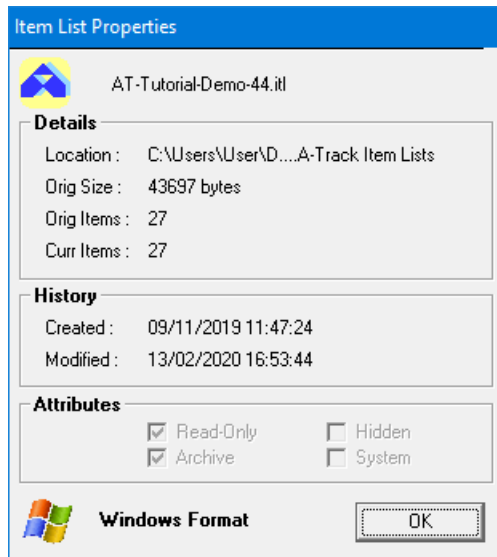 Item List Properties
AT-Tutorial-Demo-44.itl
Details
Location : C:\Users\User\D....A-Track Item Lists
Orig Size : 43697 bytes
Orig Items : 27
Curr Items : 27
History
Created : 09/11/2019 11:47:24
Modified : 13/02/2020 16:53:44
Attributes
Read-Only Hidden
Archive System
Windows Format OK